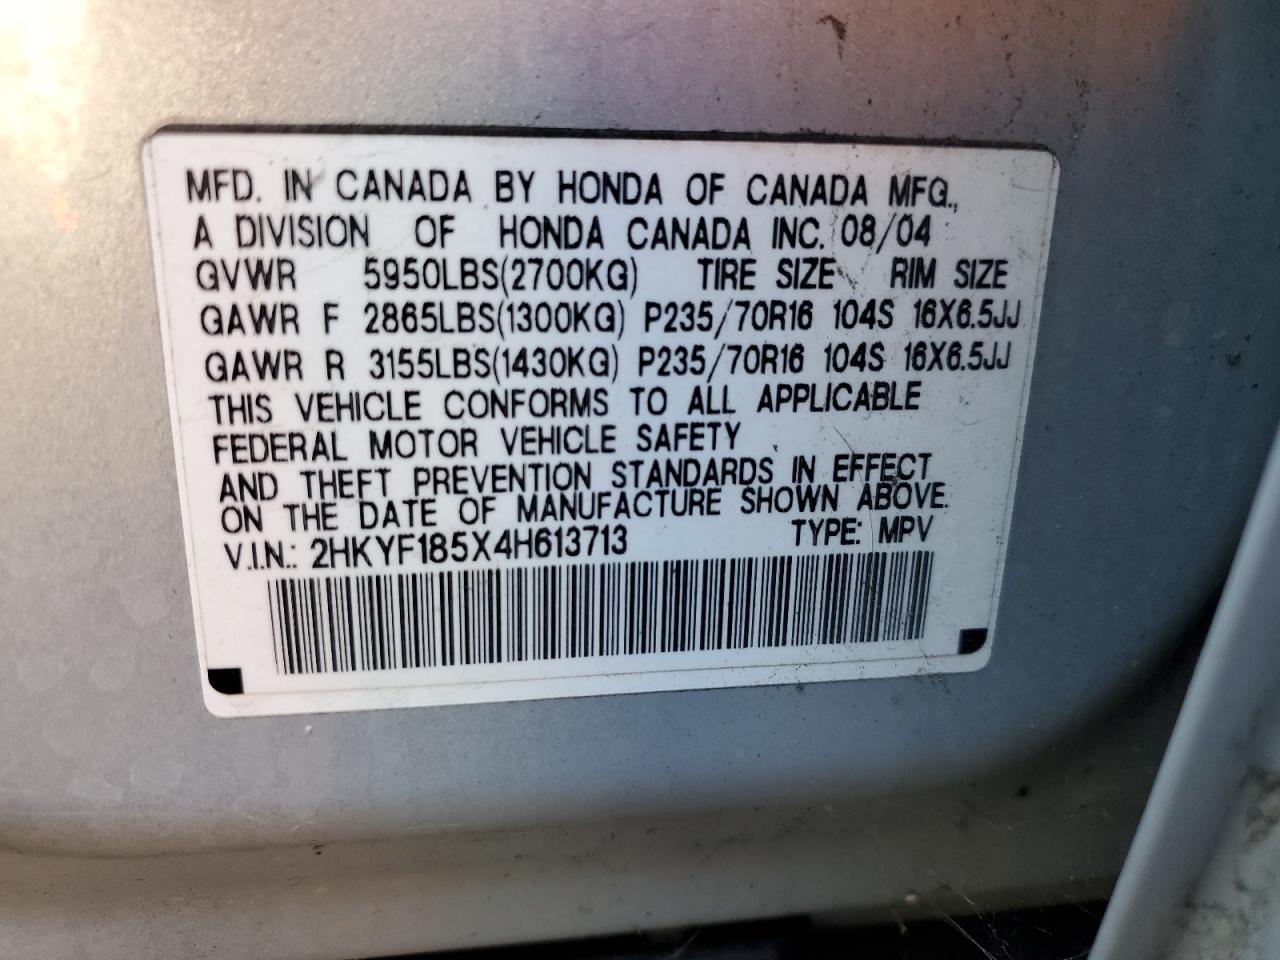 MFD. IN CANADA BY HONDA OF CANADA MFG.,
A DIVISION OF HONDA CANADA INC. 08/04
GVWR 5950LBS(2700KG) TIRE SIZE RIM SIZE
GAWR F 2865LBS(1300KG) P235/70R16 104S 16X6.5JJ
GAWR R 3155LBS(1430KG) P235/70R16 104S 16X6.5JJ
THIS VEHICLE CONFORMS TO ALL APPLICABLE
FEDERAL MOTOR VEHICLE SAFETY
AND THEFT PREVENTION STANDARDS IN EFFECT
ON THE DATE OF MANUFACTURE SHOWN ABOVE.
V.I.N.: 2HKYF185X4H613713 TYPE: MPV